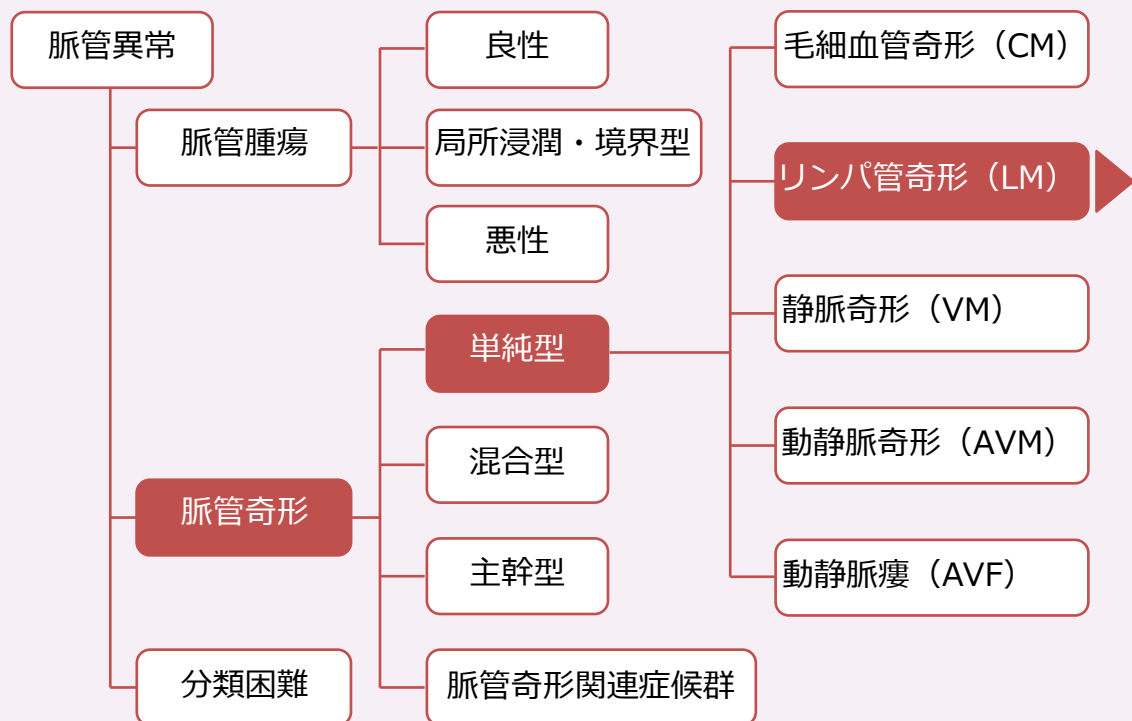 脈管異常
脈管腫瘍
良性
局所浸潤・境界型
悪性
脈管奇形
単純型
混合型
主幹型
脈管奇形関連症候群
分類困難
毛細血管奇形（CM）
リンパ管奇形（LM）
静脈奇形（VM）
動静脈奇形（AVM）
動静脈瘻（AVF）